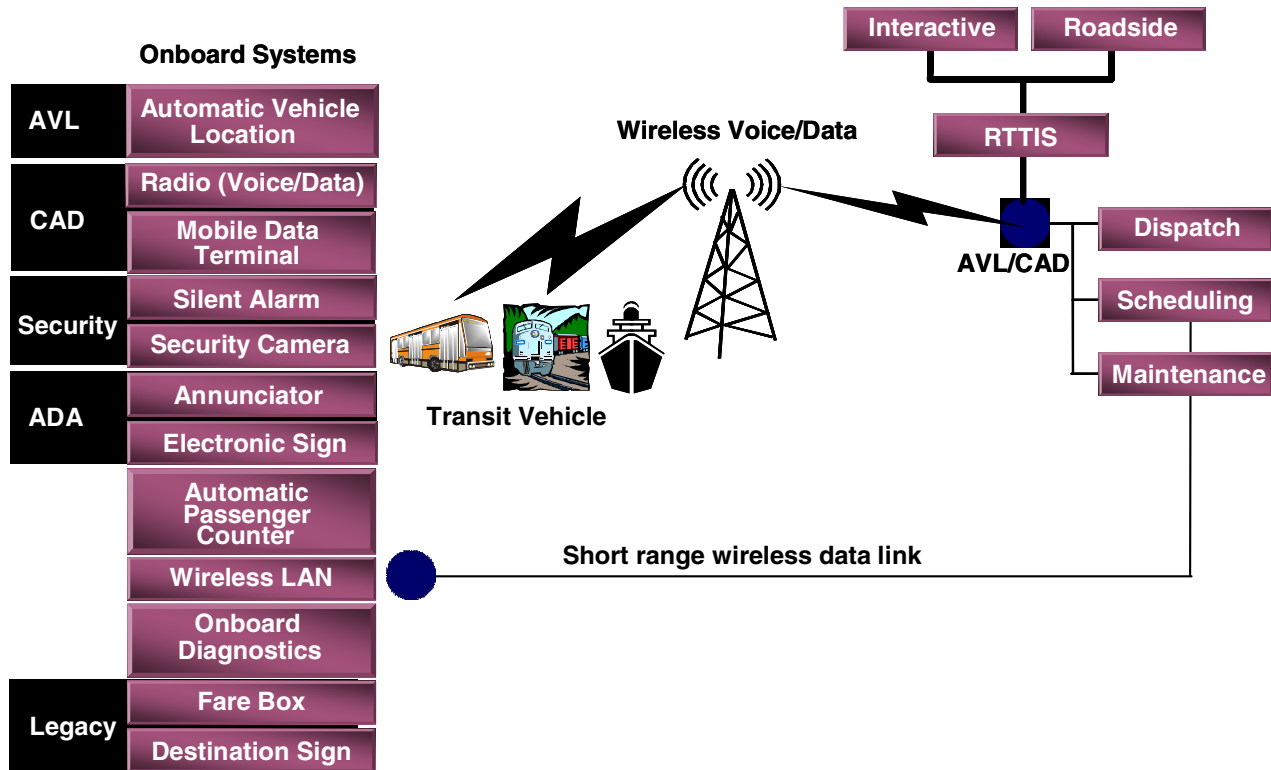 Onboard Systems
AVL
Automatic Vehicle
Location
CAD
Radio (Voice/Data)
Mobile Data
Terminal
Security
Silent Alarm
Security Camera
ADA
Annunciator
Electronic Sign
Automatic
Passenger
Counter
Wireless LAN
Onboard
Diagnostics
Legacy
Fare Box
Destination Sign
Wireless Voice/Data
Transit Vehicle
Short range wireless data link
Interactive
Roadside
RTTIS
AVL/CAD
Dispatch
Scheduling
Maintenance